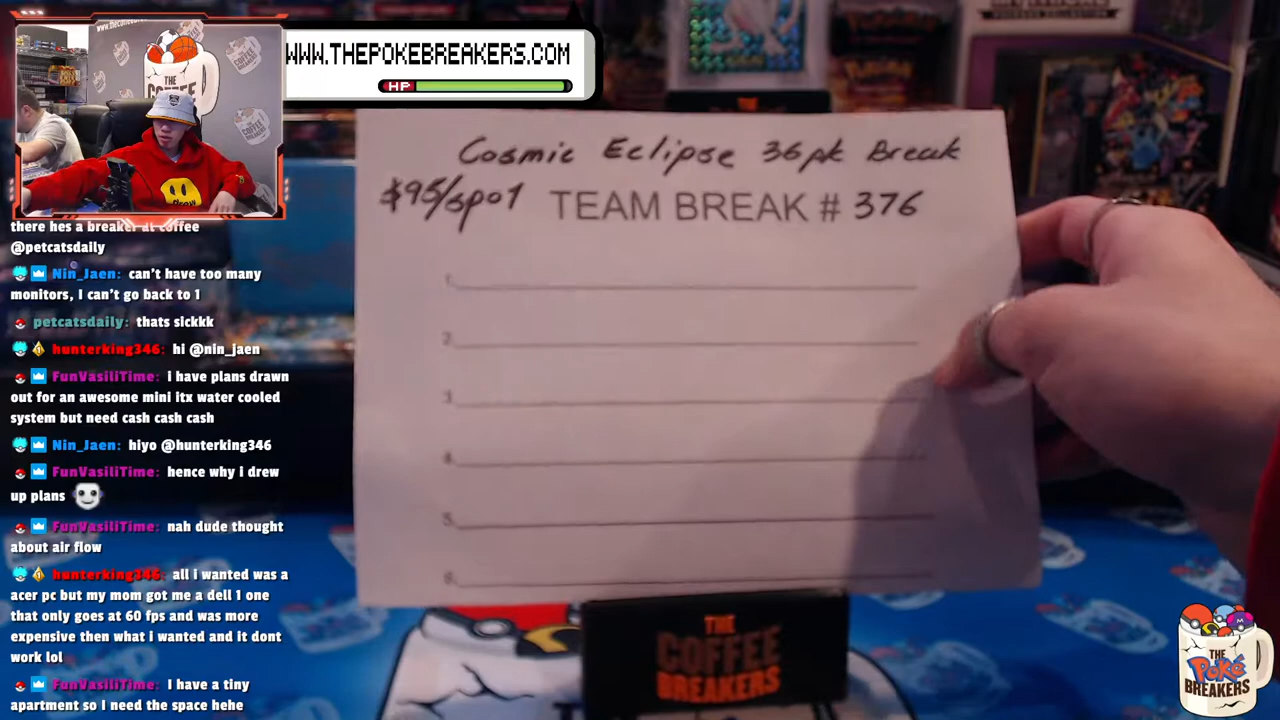 WWW.THEPOKEBREAKERS.COM
HP
THE
there hes a breaker at coffee
@petcatsdaily
Nin_Jaen: can't have too many
monitors, I can't go back to 1
petcatsdaily: thats sickkk
hunterking346: hi @nin_jaen
FunVasiliTime: i have plans drawn
out for an awesome mini itx water cooled
system but need cash cash cash
Nin_Jaen: hiyo @hunterking346
FunVasiliTime: hence why i drew
up plans
FunVasiliTime: nah dude thought
about air flow
hunterking346: all i wanted was a
acer pc but my mom got me a dell 1 one
that only goes at 60 fps and was more
expensive then what i wanted and it dont
work lol
FunVasiliTime: I have a tiny
apartment so I need the space hehe
Cosmic Eclipse 36pk Break
$95/spot TEAM BREAK # 376
1.
2.
3.
4.
5.
6.
THE
COFFEE
BREAKERS
THE
Poké
BREAKERS